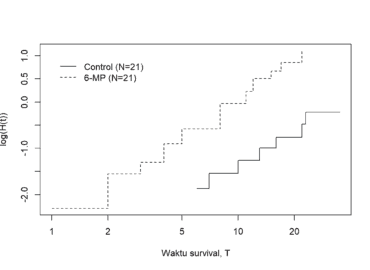 Control (N=21)
6-MP (N=21)
1.0
0.5
0.0
-1.0
-2.0
log(H(t))
1 2 5 10 20
Waktu survival, T